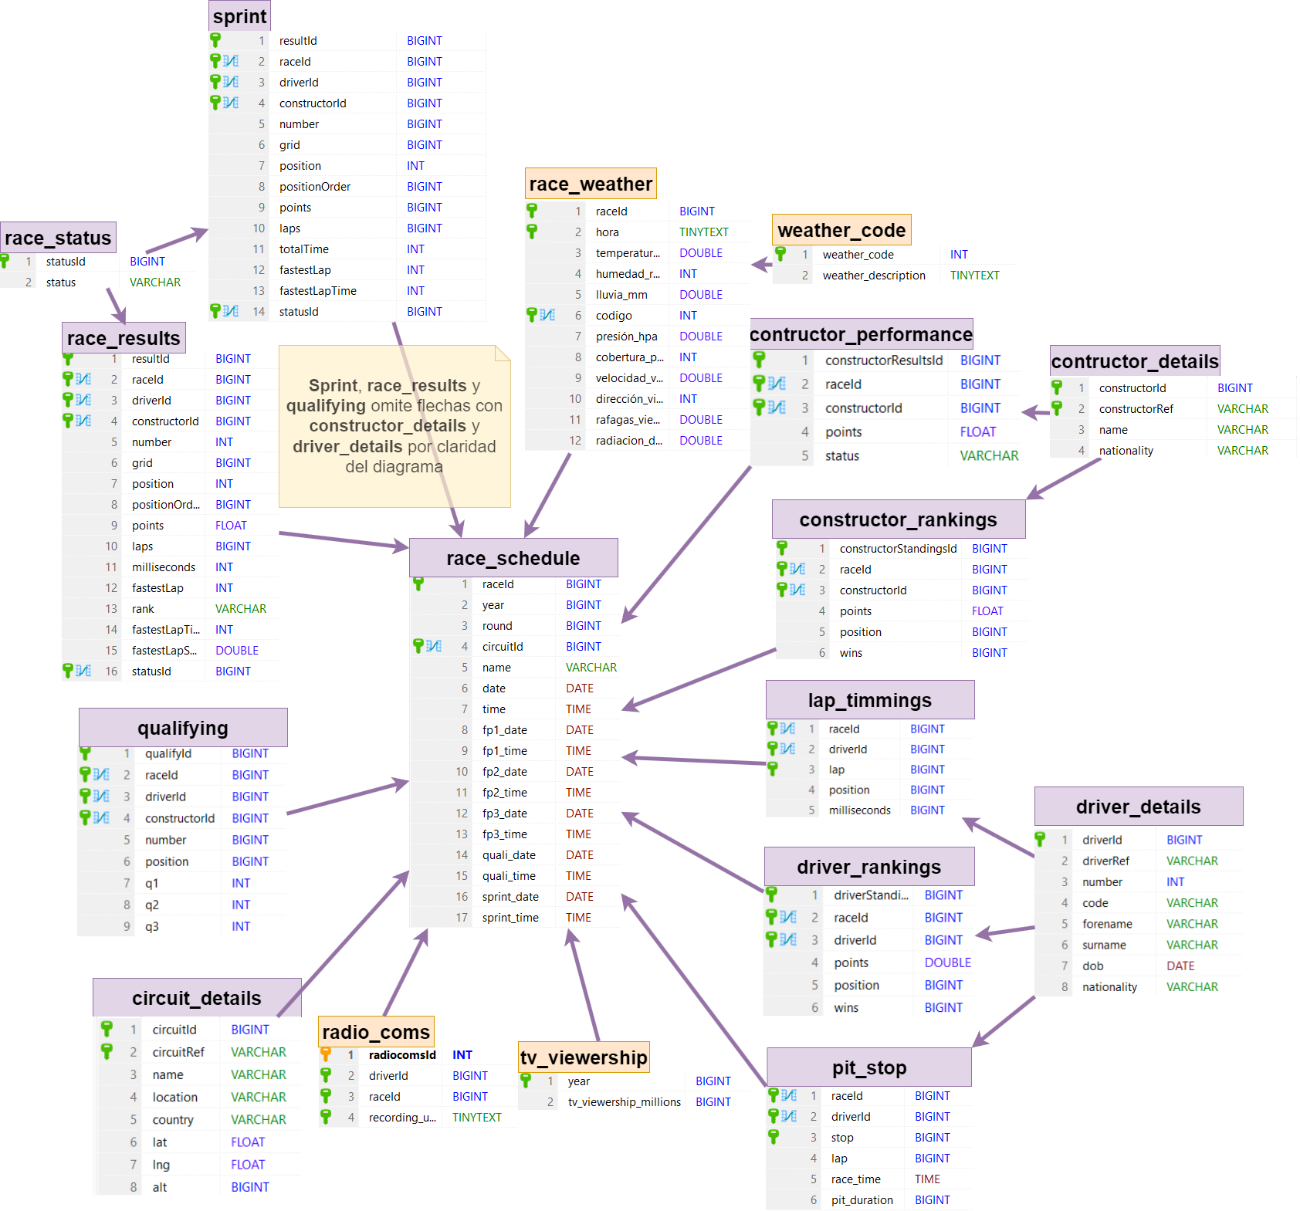 sprint
1 resultId BIGINT
2 raceId BIGINT
3 driverId BIGINT
4 constructorId BIGINT
5 number BIGINT
6 grid BIGINT
7 position INT
8 positionOrder BIGINT
9 points BIGINT
10 laps BIGINT
11 totalTime INT
12 fastestLap INT
13 fastestLapTime INT
14 statusId BIGINT
race_status
1 statusId BIGINT
2 status VARCHAR
race_results
1 resultId BIGINT
2 raceId BIGINT
3 driverId BIGINT
4 constructorId BIGINT
5 number INT
6 grid BIGINT
7 position INT
8 positionOrd... BIGINT
9 points FLOAT
10 laps BIGINT
11 milliseconds INT
12 fastestLap INT
13 rank VARCHAR
14 fastestLapTi... INT
15 fastestLapS... DOUBLE
16 statusId BIGINT
Sprint, race_results y
qualifying omite flechas con
constructor_details y
driver_details por claridad
del diagrama
race_weather
1 raceId BIGINT
2 hora TINYTEXT
3 temperatur... DOUBLE
4 humedad_r... INT
5 lluvia_mm DOUBLE
6 codigo INT
7 presión_hpa DOUBLE
8 cobertura_p... INT
9 velocidad_v... DOUBLE
10 dirección_vi... INT
11 rafagas_vie... DOUBLE
12 radiacion_d... DOUBLE
weather_code
1 weather_code INT
2 weather_description TINYTEXT
contructor_performance
1 constructorResultsId BIGINT
2 raceId BIGINT
3 constructorId BIGINT
4 points FLOAT
5 status VARCHAR
contructor_details
1 constructorId BIGINT
2 constructorRef VARCHAR
3 name VARCHAR
4 nationality VARCHAR
constructor_rankings
1 constructorStandingsId BIGINT
2 raceId BIGINT
3 constructorId BIGINT
4 points FLOAT
5 position BIGINT
6 wins BIGINT
race_schedule
1 raceId BIGINT
2 year BIGINT
3 round BIGINT
4 circuitId BIGINT
5 name VARCHAR
6 date DATE
7 time TIME
8 fp1_date DATE
9 fp1_time TIME
10 fp2_date DATE
11 fp2_time TIME
12 fp3_date DATE
13 fp3_time TIME
14 quali_date DATE
15 quali_time TIME
16 sprint_date DATE
17 sprint_time TIME
lap_timmings
1 raceId BIGINT
2 driverId BIGINT
3 lap BIGINT
4 position BIGINT
5 milliseconds BIGINT
qualifying
1 qualifyId BIGINT
2 raceId BIGINT
3 driverId BIGINT
4 constructorId BIGINT
5 number BIGINT
6 position BIGINT
7 q1 INT
8 q2 INT
9 q3 INT
driver_details
1 driverId BIGINT
2 driverRef VARCHAR
3 number INT
4 code VARCHAR
5 forename VARCHAR
6 surname VARCHAR
7 dob DATE
8 nationality VARCHAR
driver_rankings
1 driverStandi... BIGINT
2 raceId BIGINT
3 driverId BIGINT
4 points DOUBLE
5 position BIGINT
6 wins BIGINT
circuit_details
1 circuitId BIGINT
2 circuitRef VARCHAR
3 name VARCHAR
4 location VARCHAR
5 country VARCHAR
6 lat FLOAT
7 lng FLOAT
8 alt BIGINT
radio_coms
1 radiocomsId INT
2 driverId BIGINT
3 raceId BIGINT
4 recording_u... TINYTEXT
tv_viewership
1 year BIGINT
2 tv_viewership_millions BIGINT
pit_stop
1 raceId BIGINT
2 driverId BIGINT
3 stop BIGINT
4 lap BIGINT
5 race_time TIME
6 pit_duration BIGINT